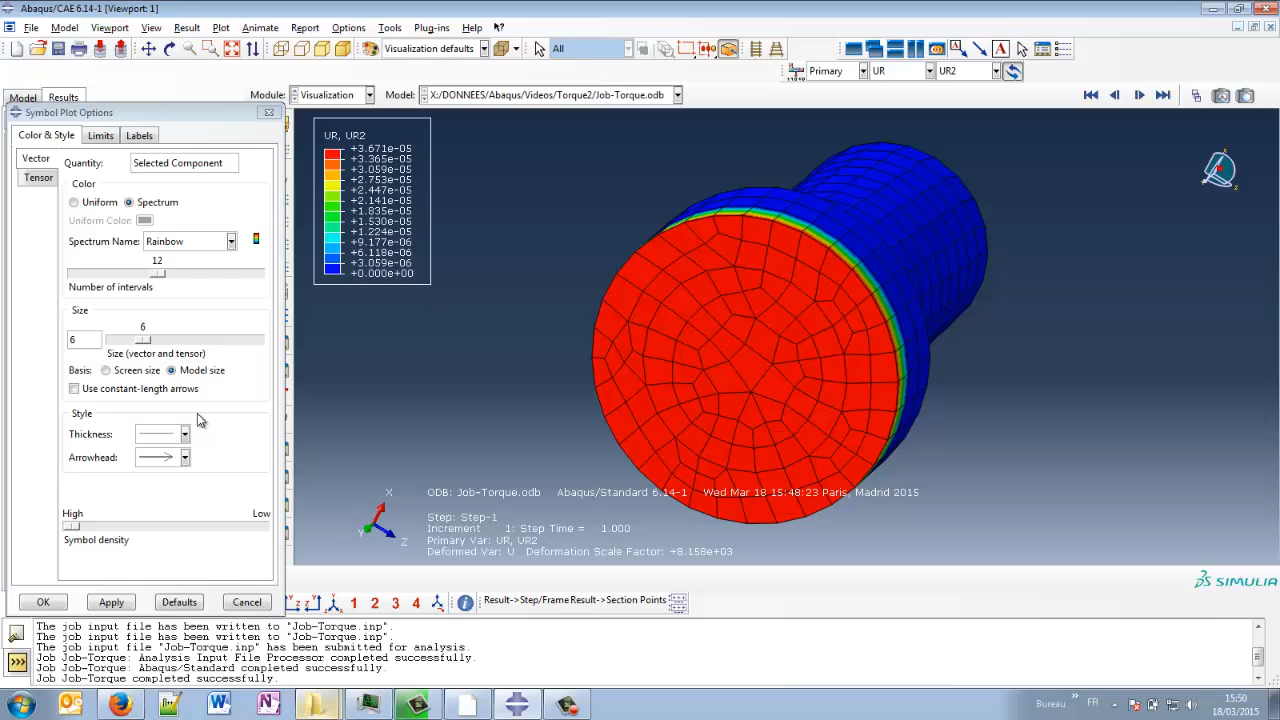 Abaqus/CAE 6.14-1 [Viewport: 1]
File Model Viewport View Result Plot Animate Report Options Tools Plug-ins Help
Visualization defaults All
Primary UR UR2
Model Results Module: Visualization Model: X:/DONNEES/Abaqus/Videos/Torque2/Job-Torque.odb
Symbol Plot Options
Color & Style Limits Labels
Vector
Tensor
Quantity: Selected Component
Color
Uniform Spectrum
Uniform Color:
Spectrum Name: Rainbow
12
Number of intervals
Size
6
6
Size (vector and tensor)
Basis: Screen size Model size
Use constant-length arrows
Style
Thickness:
Arrowhead:
High Low
Symbol density
OK Apply Defaults Cancel
UR, UR2
+3.671e-05
+3.365e-05
+3.059e-05
+2.753e-05
+2.447e-05
+2.141e-05
+1.835e-05
+1.530e-05
+1.224e-05
+9.177e-06
+6.118e-06
+3.059e-06
+0.000e+00
X
Y
Z
ODB: Job-Torque.odb Abaqus/Standard 6.14-1 Wed Mar 18 15:48:23 Paris, Madrid 2015
Step: Step-1
Increment 1: Step Time = 1.000
Primary Var: UR, UR2
Deformed Var: U Deformation Scale Factor: +8.158e+03
1 2 3 4 Result->Step/Frame Result->Section Points
SIMULIA
The job input file has been written to "Job-Torque.inp".
The job input file has been written to "Job-Torque.inp".
The job input file "Job-Torque.inp" has been submitted for analysis.
Job Job-Torque: Analysis Input File Processor completed successfully.
Job Job-Torque: Abaqus/Standard completed successfully.
Job Job-Torque completed successfully.
Bureau FR 15:50
18/03/2015